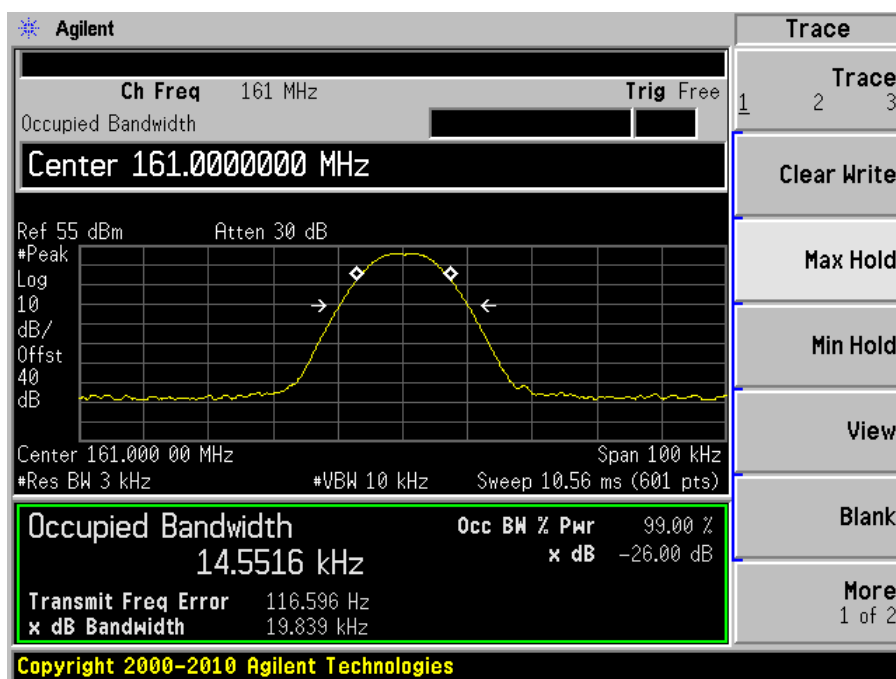 Agilent
Trace
Ch Freq 161 MHz Trig Free
Occupied Bandwidth
Center 161.0000000 MHz
Ref 55 dBm Atten 30 dB
#Peak
Log
10
dB/
Offst
40
dB
Center 161.000 00 MHz Span 100 kHz
#Res BW 3 kHz #VBW 10 kHz Sweep 10.56 ms (601 pts)
Occupied Bandwidth
14.5516 kHz
Occ BW % Pwr 99.00 %
x dB -26.00 dB
Transmit Freq Error 116.596 Hz
x dB Bandwidth 19.839 kHz
Copyright 2000-2010 Agilent Technologies
Trace
1 2 3
Clear Write
Max Hold
Min Hold
View
Blank
More
1 of 2